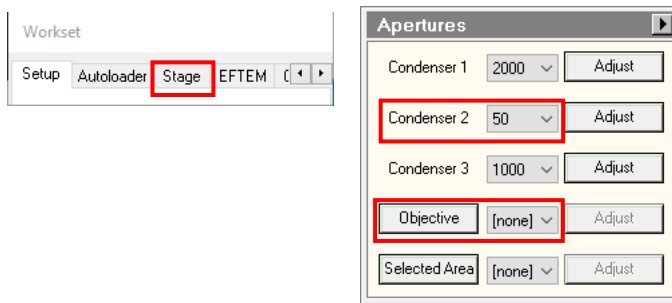 Workset
Setup Autoloader Stage EFTEM
Apertures
Condenser 1 2000 Adjust
Condenser 2 50 Adjust
Condenser 3 1000 Adjust
Objective [none] Adjust
Selected Area [none] Adjust